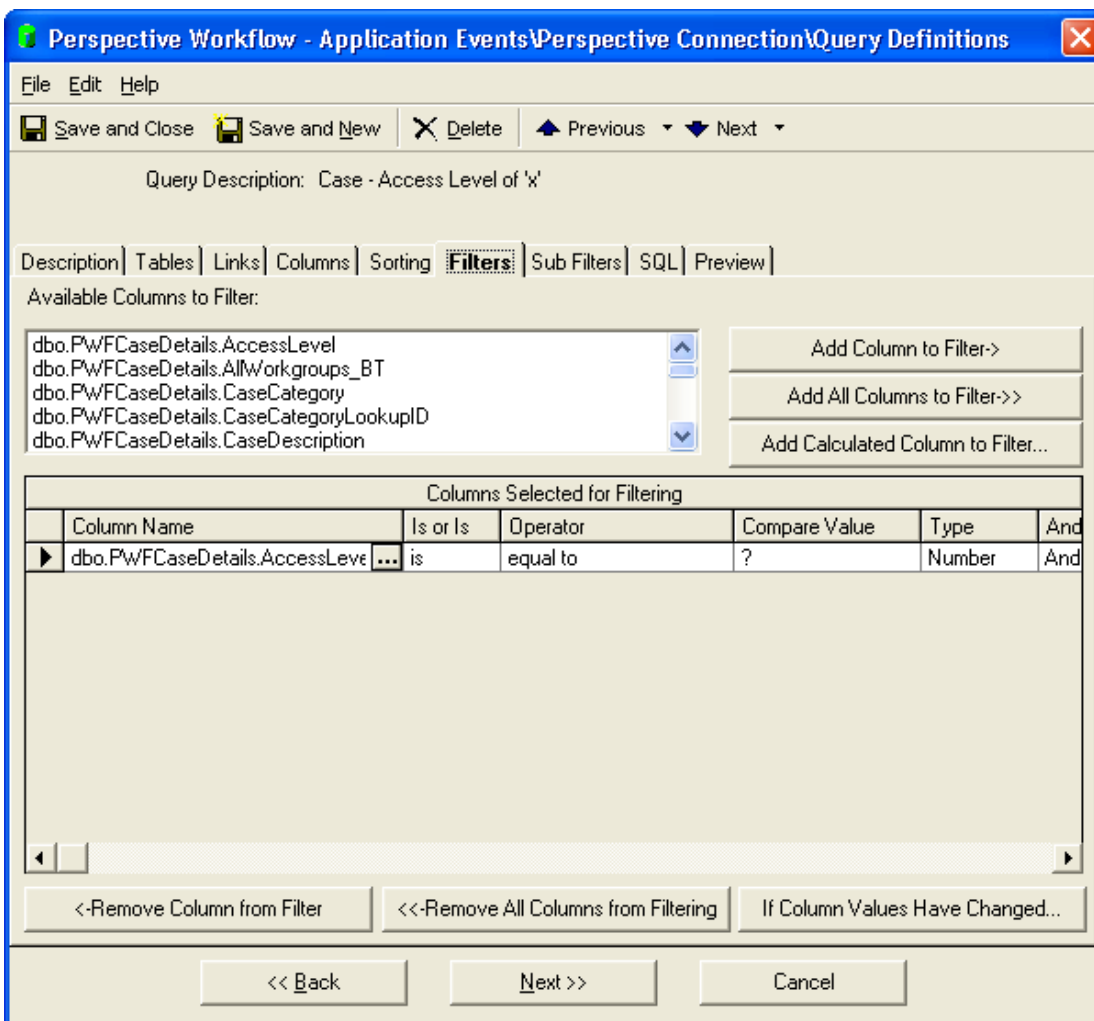 Perspective Workflow - Application Events\Perspective Connection\Query Definitions
File Edit Help
Save and Close Save and New Delete Previous Next
Query Description: Case - Access Level of 'x'
Description Tables Links Columns Sorting Filters Sub Filters SQL Preview
Available Columns to Filter:
dbo.PWFCaseDetails.AccessLevel
dbo.PWFCaseDetails.AllWorkgroups_BT
dbo.PWFCaseDetails.CaseCategory
dbo.PWFCaseDetails.CaseCategoryLookupID
dbo.PWFCaseDetails.CaseDescription
Add Column to Filter->
Add All Columns to Filter->>
Add Calculated Column to Filter...
Columns Selected for Filtering
Column Name Is or Is Operator Compare Value Type And
dbo.PWFCaseDetails.AccessLeve ... is equal to ? Number And
<-Remove Column from Filter <<-Remove All Columns from Filtering If Column Values Have Changed...
<< Back Next >> Cancel